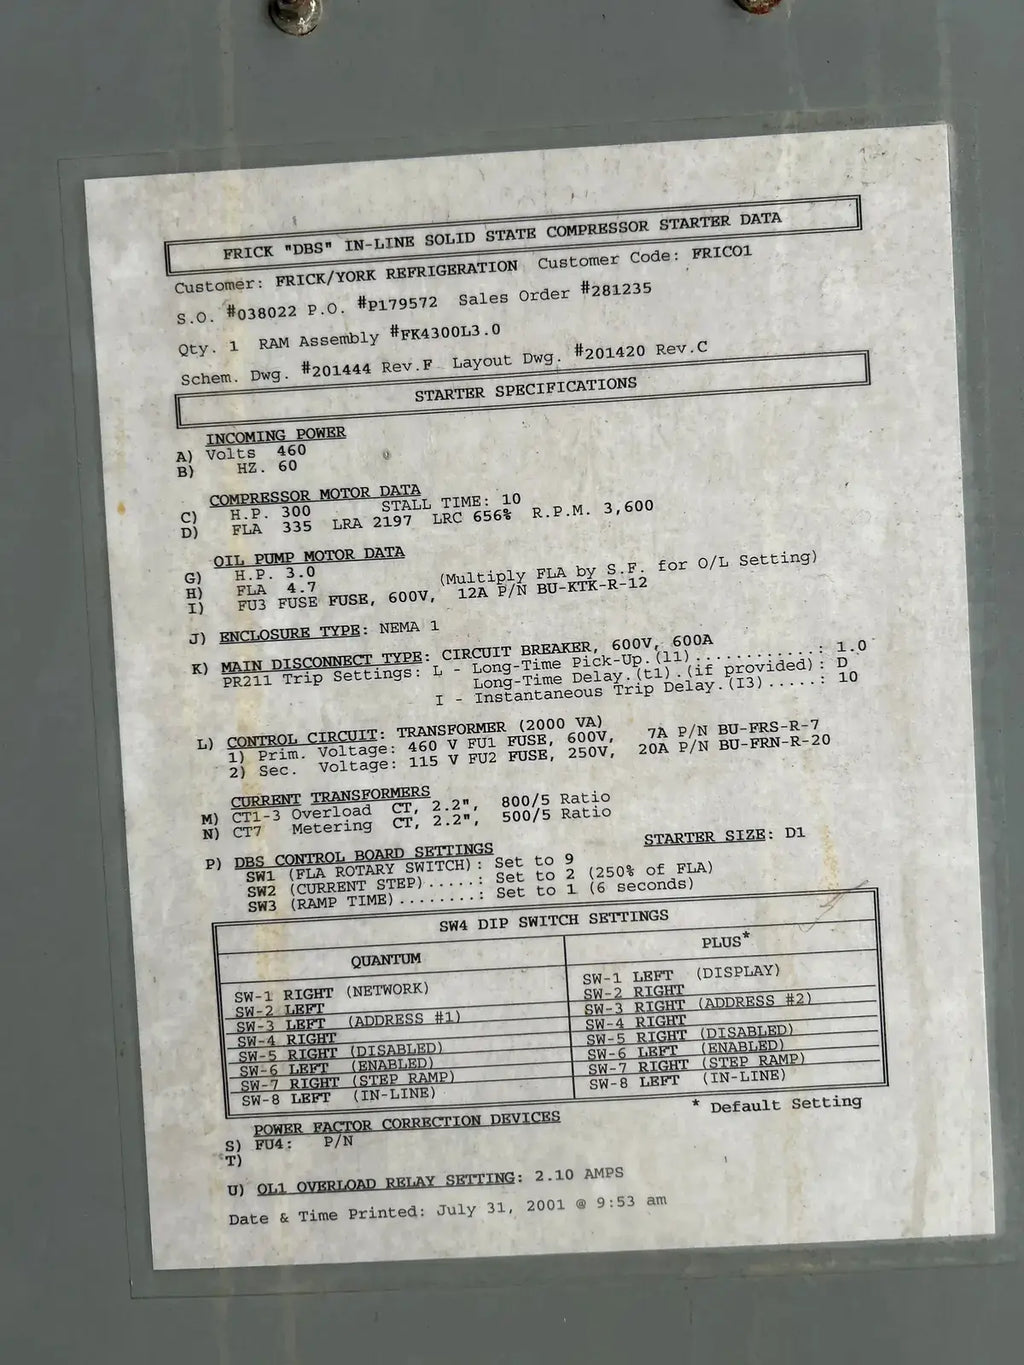 FRICK "DBS" IN-LINE SOLID STATE COMPRESSOR STARTER DATA
Customer: FRICK/YORK REFRIGERATION Customer Code: FRIC01
S.O. #038022 P.O. #P179572 Sales Order #281235
Qty. 1 RAM Assembly #FK4300L3.0
Schem. Dwg. #201444 Rev.F Layout Dwg. #201420 Rev.C
STARTER SPECIFICATIONS
INCOMING POWER
A) Volts 460
B) HZ. 60
COMPRESSOR MOTOR DATA
C) H.P. 300 STALL TIME: 10
D) FLA 335 LRA 2197 LRC 656% R.P.M. 3,600
OIL PUMP MOTOR DATA
G) H.P. 3.0
H) FLA 4.7 (Multiply FLA by S.F. for O/L Setting)
I) FU3 FUSE FUSE, 600V, 12A P/N BU-KTK-R-12
J) ENCLOSURE TYPE: NEMA 1
K) MAIN DISCONNECT TYPE: CIRCUIT BREAKER, 600V, 600A
PR211 Trip Settings: L - Long-Time Pick-Up.(l1)............: 1.0
Long-Time Delay.(t1).(if provided): D
I - Instantaneous Trip Delay.(I3).....: 10
L) CONTROL CIRCUIT: TRANSFORMER (2000 VA)
1) Prim. Voltage: 460 V FU1 FUSE, 600V, 7A P/N BU-FRS-R-7
2) Sec. Voltage: 115 V FU2 FUSE, 250V, 20A P/N BU-FRN-R-20
CURRENT TRANSFORMERS
M) CT1-3 Overload CT, 2.2", 800/5 Ratio
N) CT7 Metering CT, 2.2", 500/5 Ratio
STARTER SIZE: D1
P) DBS CONTROL BOARD SETTINGS
SW1 (FLA ROTARY SWITCH): Set to 9
SW2 (CURRENT STEP).....: Set to 2 (250% of FLA)
SW3 (RAMP TIME)........: Set to 1 (6 seconds)
SW4 DIP SWITCH SETTINGS
QUANTUM
SW-1 RIGHT (NETWORK)
SW-2 LEFT
SW-3 LEFT (ADDRESS #1)
SW-4 RIGHT
SW-5 RIGHT (DISABLED)
SW-6 LEFT (ENABLED)
SW-7 RIGHT (STEP RAMP)
SW-8 LEFT (IN-LINE)
PLUS*
SW-1 LEFT (DISPLAY)
SW-2 RIGHT
SW-3 RIGHT (ADDRESS #2)
SW-4 RIGHT
SW-5 RIGHT (DISABLED)
SW-6 LEFT (ENABLED)
SW-7 RIGHT (STEP RAMP)
SW-8 LEFT (IN-LINE)
* Default Setting
POWER FACTOR CORRECTION DEVICES
S) FU4: P/N
T)
U) OL1 OVERLOAD RELAY SETTING: 2.10 AMPS
Date & Time Printed: July 31, 2001 @ 9:53 am